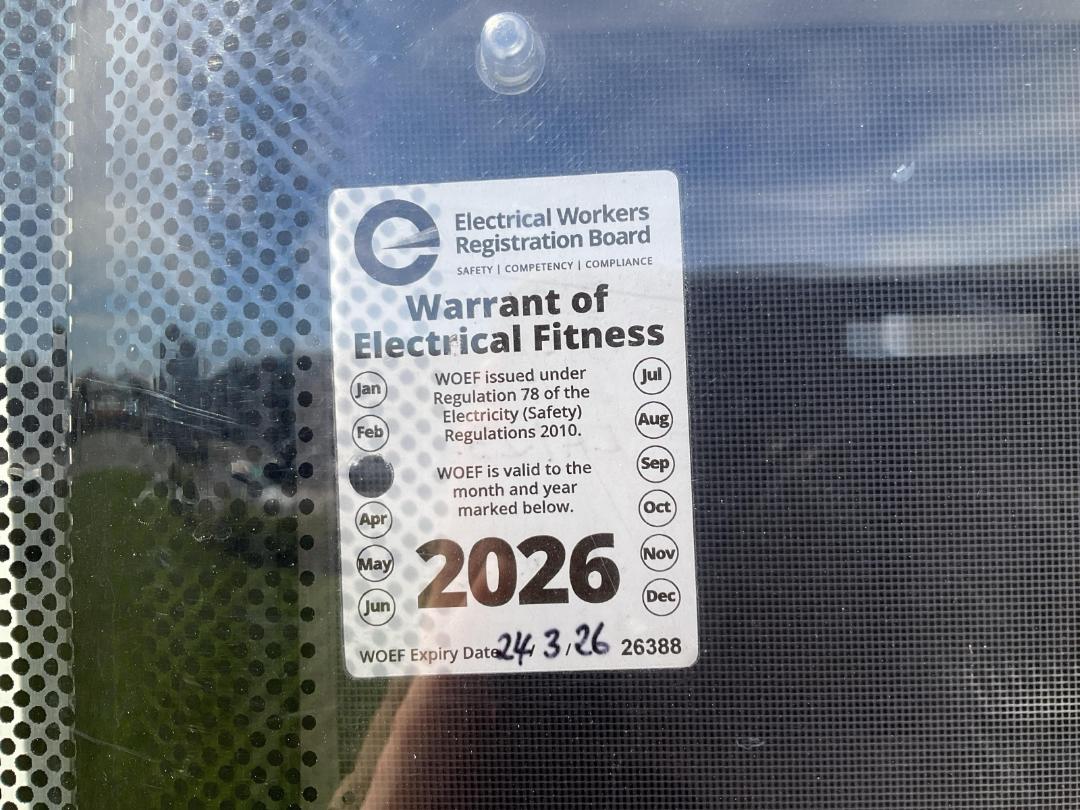 Electrical Workers
Registration Board
SAFETY | COMPETENCY | COMPLIANCE
Warrant of
Electrical Fitness
Jan
Feb
Apr
May
Jun
WOEF issued under
Regulation 78 of the
Electricity (Safety)
Regulations 2010.
WOEF is valid to the
month and year
marked below.
2026
Jul
Aug
Sep
Oct
Nov
Dec
WOEF Expiry Date 24/3/26 26388